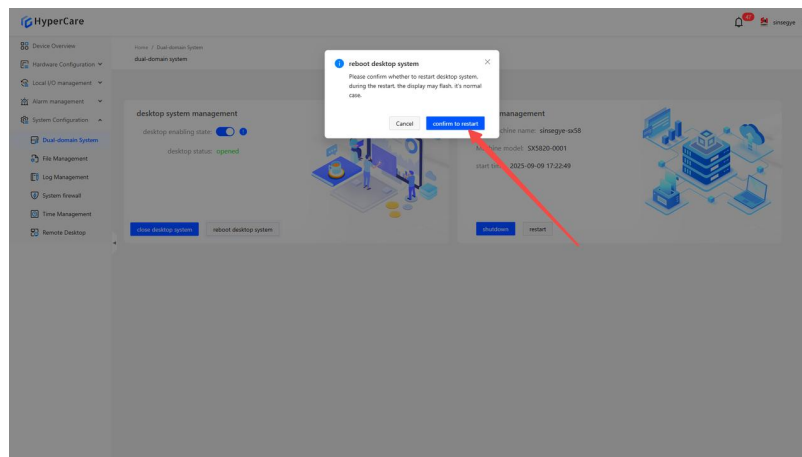 HyperCare
47
sinsegye
Device Overview
Hardware Configuration
Local I/O management
Alarm management
System Configuration
Dual-domain System
File Management
Log Management
System firewall
Time Management
Remote Desktop
Home / Dual-domain System
dual-domain system
reboot desktop system
Please confirm whether to restart desktop system,
during the restart, the display may flash, it's normal
case.
Cancel
confirm to restart
desktop system management
desktop enabling state:
desktop status: opened
close desktop system
reboot desktop system
management
machine name: sinsegye-sx58
Machine model: SX5820-0001
start time: 2025-09-09 17:22:49
shutdown
restart